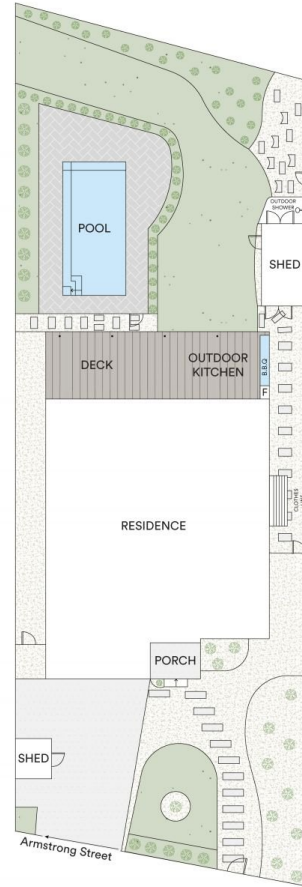 OUTDOOR
SHOWER
POOL
SHED
DECK
OUTDOOR
KITCHEN
B.B.Q
F
CLOTHES
RESIDENCE
PORCH
SHED
Armstrong Street